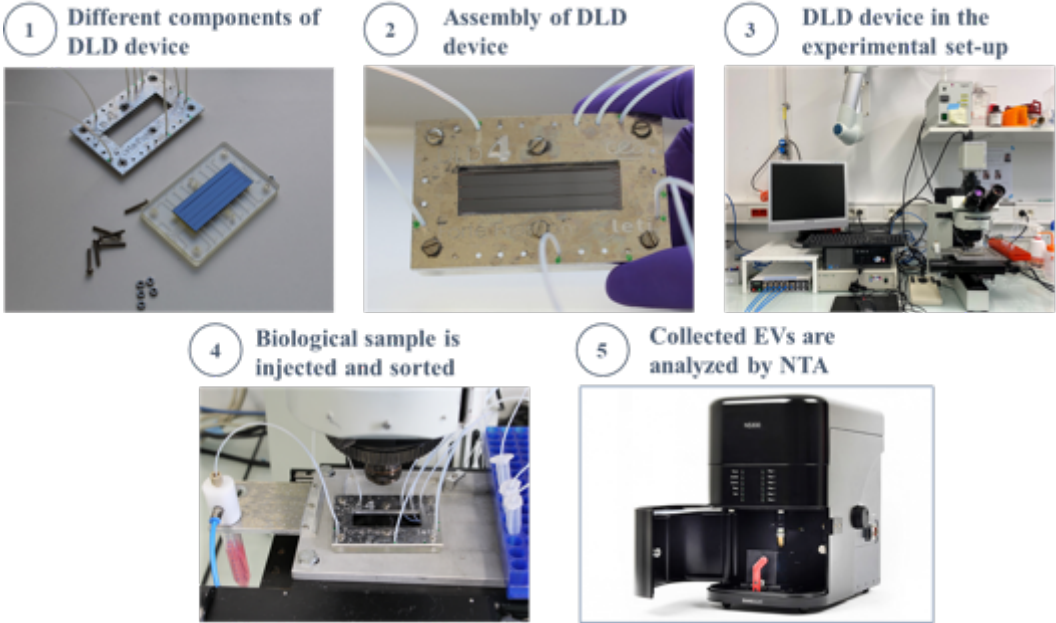 1
Different components of
DLD device
2
Assembly of DLD
device
3
DLD device in the
experimental set-up
4
4
Biological sample is
injected and sorted
5
Collected EVs are
analyzed by NTA